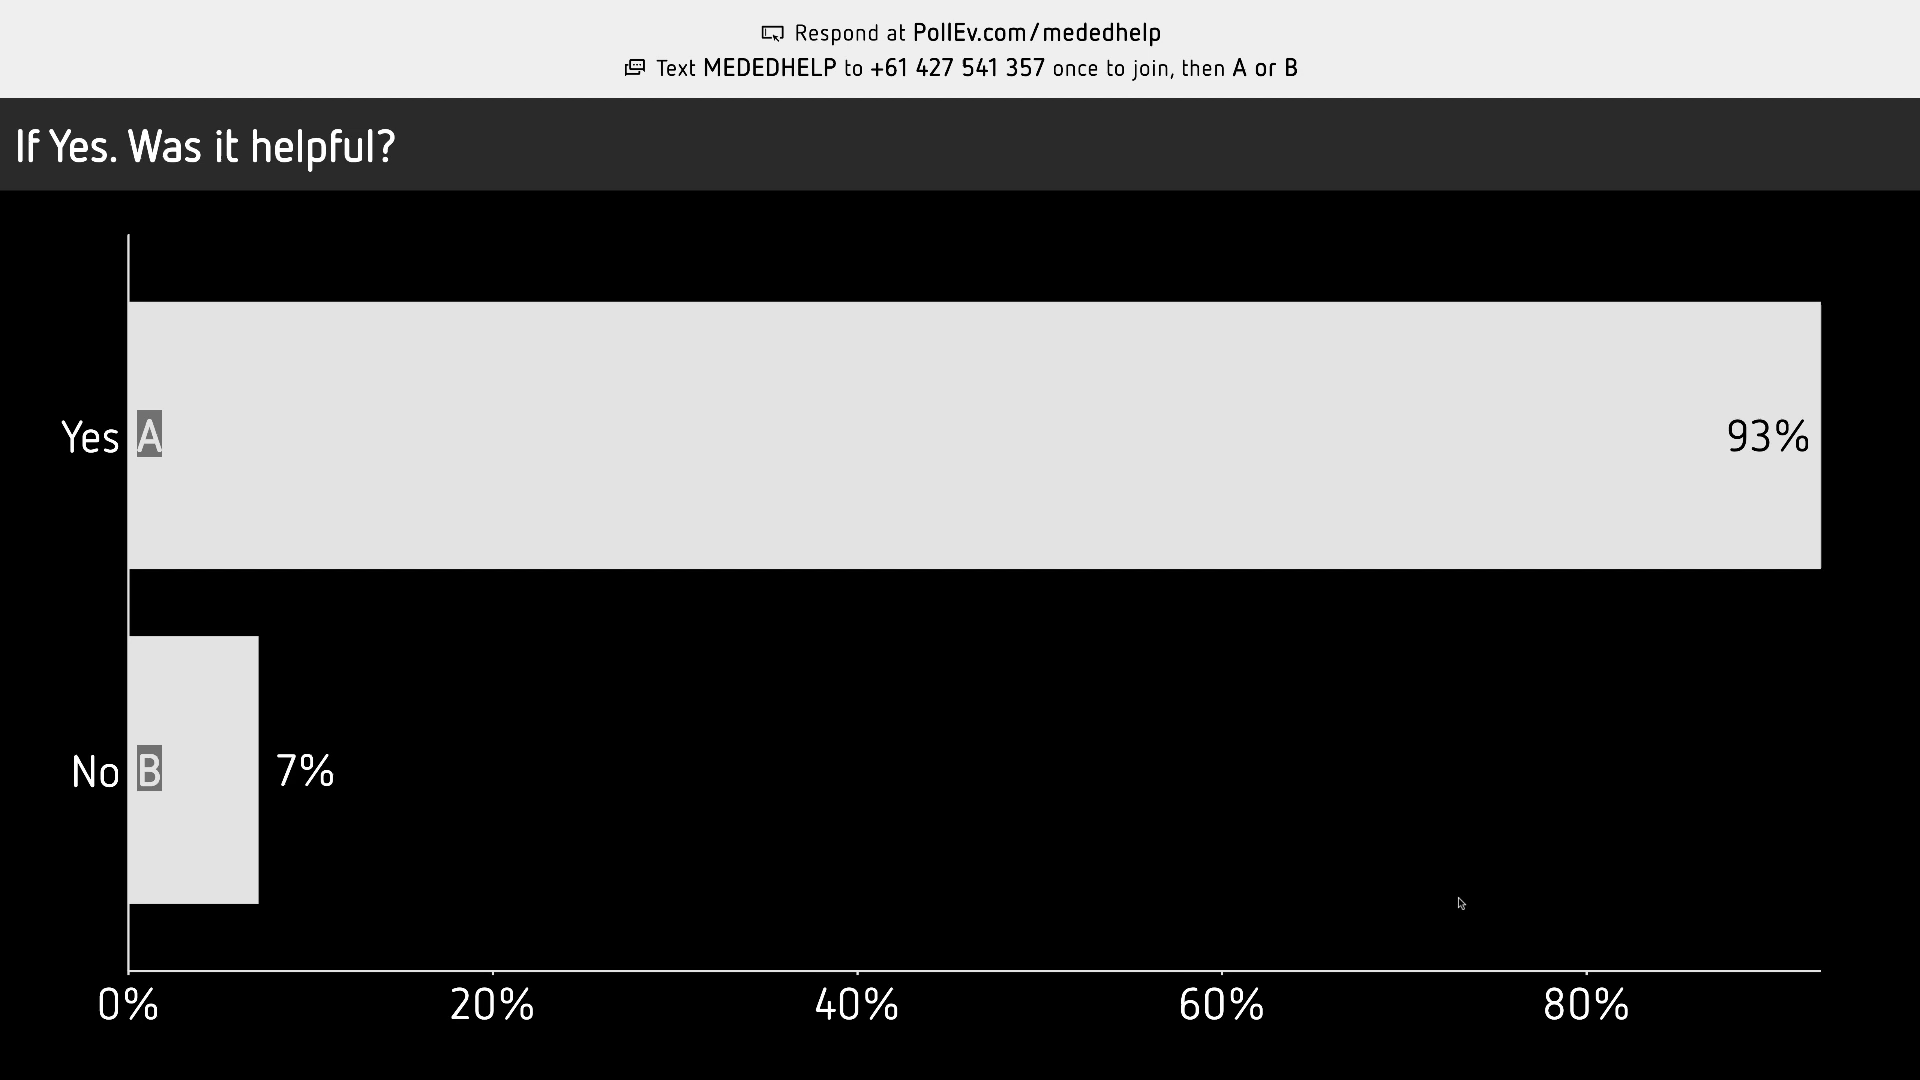 Respond at PollEv.com/mededhelp
Text MEDEDHELP to +61 427 541 357 once to join, then A or B
If Yes. Was it helpful?
Yes A 93%
No B 7%
0% 20% 40% 60% 80%